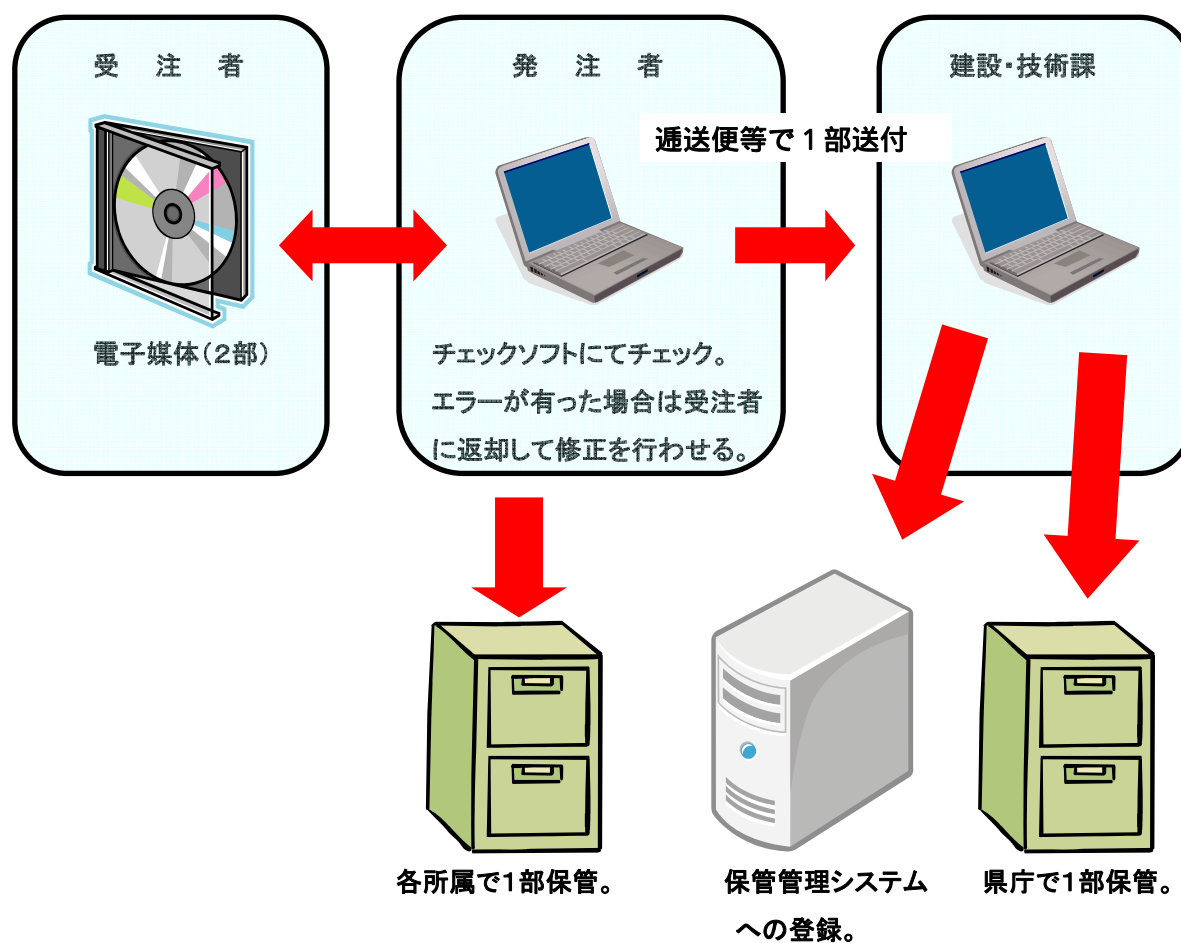 受 注 者
電子媒体（２部）
発 注 者
逓送便等で１部送付
チェックソフトにてチェック。
エラーが有った場合は受注者
に返却して修正を行わせる。
建設・技術課
各所属で１部保管。
保管管理システム
への登録。
県庁で１部保管。